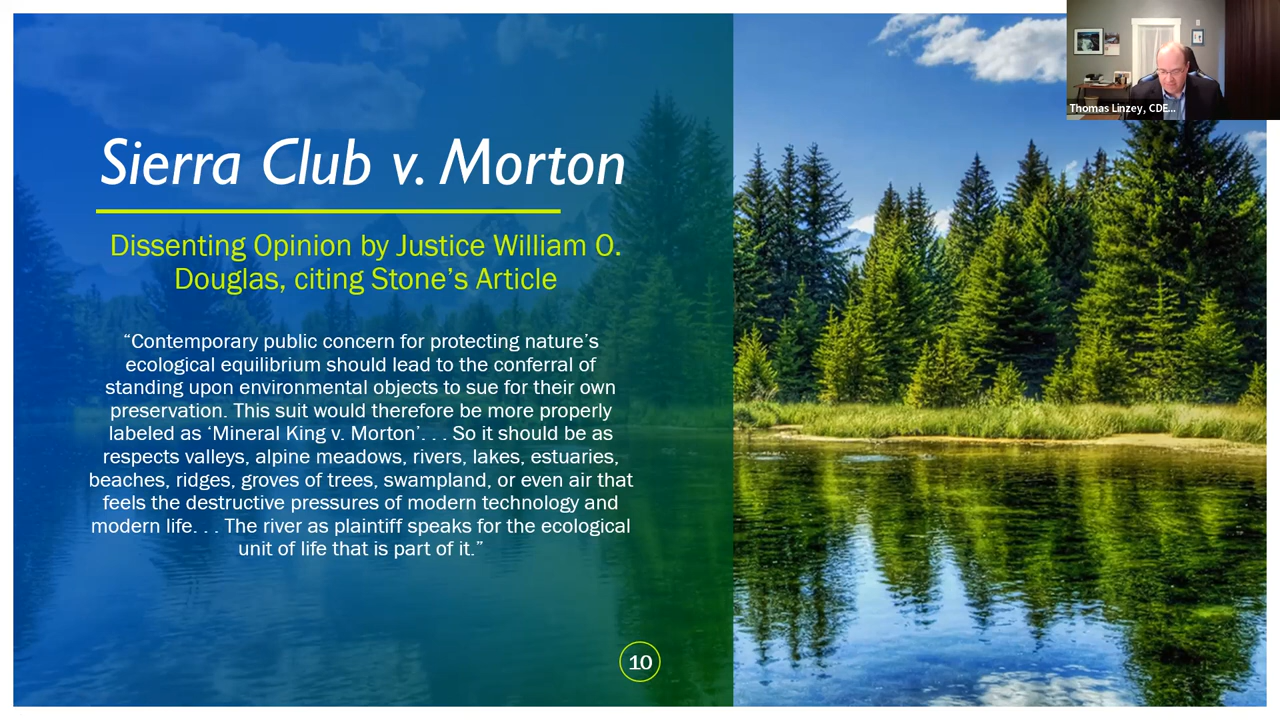 Thomas Linzey, CDE...
Sierra Club v. Morton
Dissenting Opinion by Justice William O.
Douglas, citing Stone’s Article
“Contemporary public concern for protecting nature’s
ecological equilibrium should lead to the conferral of
standing upon environmental objects to sue for their own
preservation. This suit would therefore be more properly
labeled as ‘Mineral King v. Morton’. . . So it should be as
respects valleys, alpine meadows, rivers, lakes, estuaries,
beaches, ridges, groves of trees, swampland, or even air that
feels the destructive pressures of modern technology and
modern life. . . The river as plaintiff speaks for the ecological
unit of life that is part of it.”
10